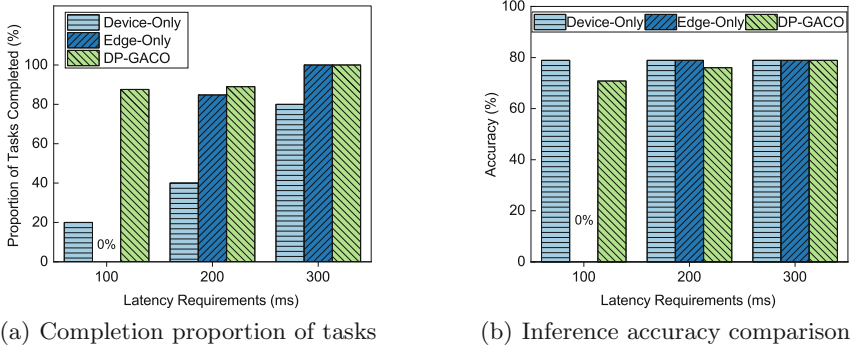 Device-Only
Edge-Only
DP-GACO
Proportion of Tasks Completed (%)
100
80
60
40
20
0
0%
100 200 300
Latency Requirements (ms)
(a) Completion proportion of tasks
Device-Only Edge-Only DP-GACO
Accuracy (%)
100
80
60
40
20
0
0%
100 200 300
Latency Requirements (ms)
(b) Inference accuracy comparison